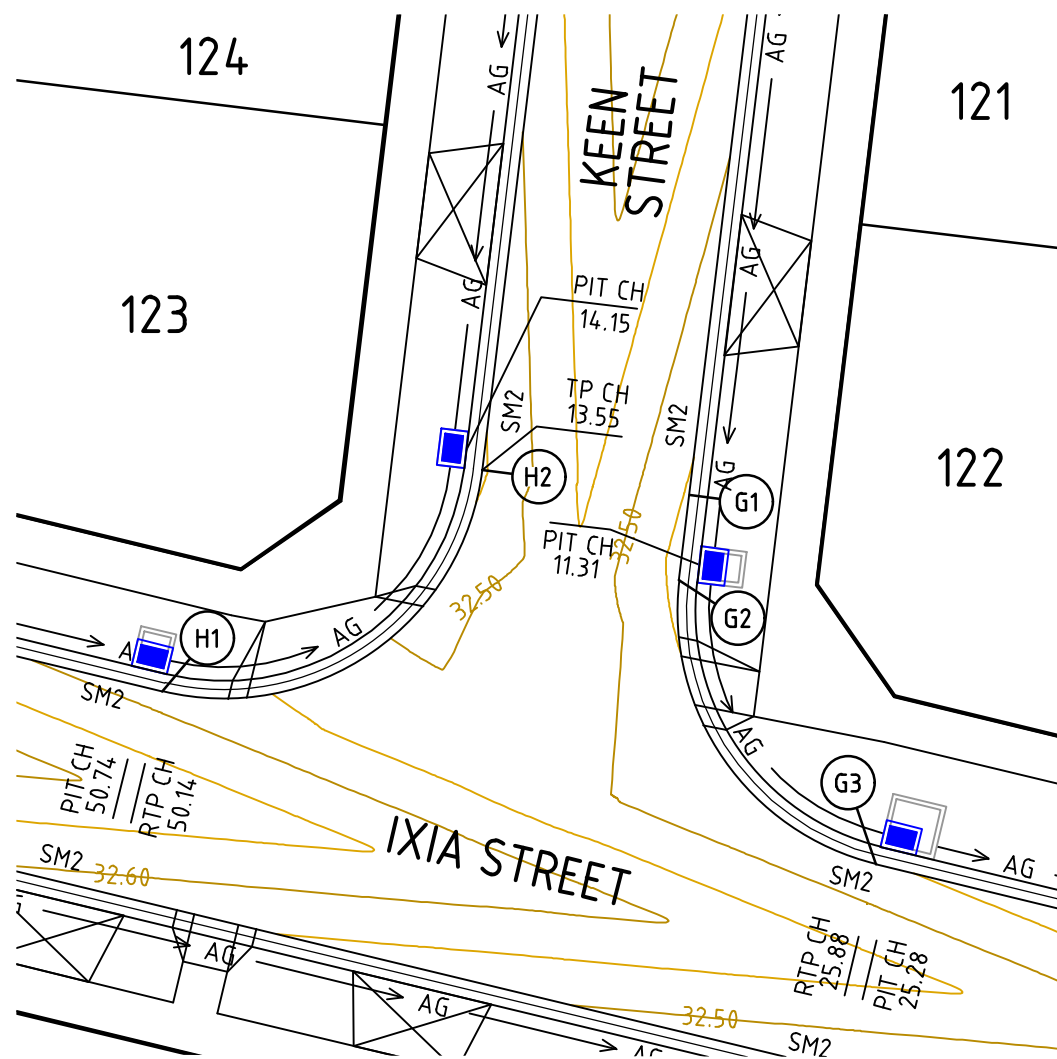 124
AG
KEEN
STREET
AG
121
123
AG
AG
PIT CH
14.15
TP CH
13.55
SM2
SM2
122
AG
H2
G1
32.50
PIT CH
11.31
32.50
G2
H1
AG
A
SM2
AG
G3
PIT CH
50.74
RTP CH
50.14
IXIA STREET
SM2
32.60
AG
SM2
AG
RTP CH
25.88
PIT CH
25.28
AG
32.50
SM2
AG